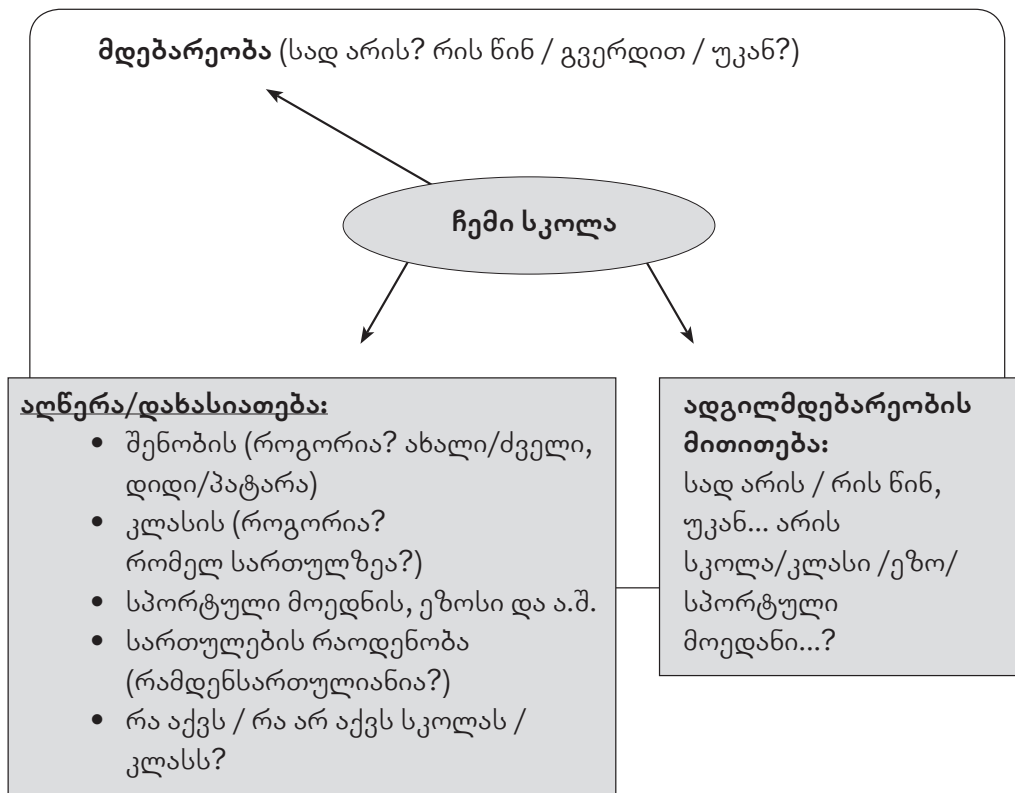 მდებარეობა (სად არის? რის წინ / გვერდით / უკან?)
ჩემი სკოლა
აღწერა/დახასიათება:
• შენობის (როგორია? ახალი/ძველი,
დიდი/პატარა)
• კლასის (როგორია?
რომელ სართულზეა?)
• სპორტული მოედნის, ეზოსი და ა.შ.
• სართულების რაოდენობა
(რამდენსართულიანია?)
• რა აქვს / რა არ აქვს სკოლას /
კლასს?
ადგილმდებარეობის
მითითება:
სად არის / რის წინ,
უკან... არის
სკოლა/კლასი /ეზო/
სპორტული
მოედანი...?